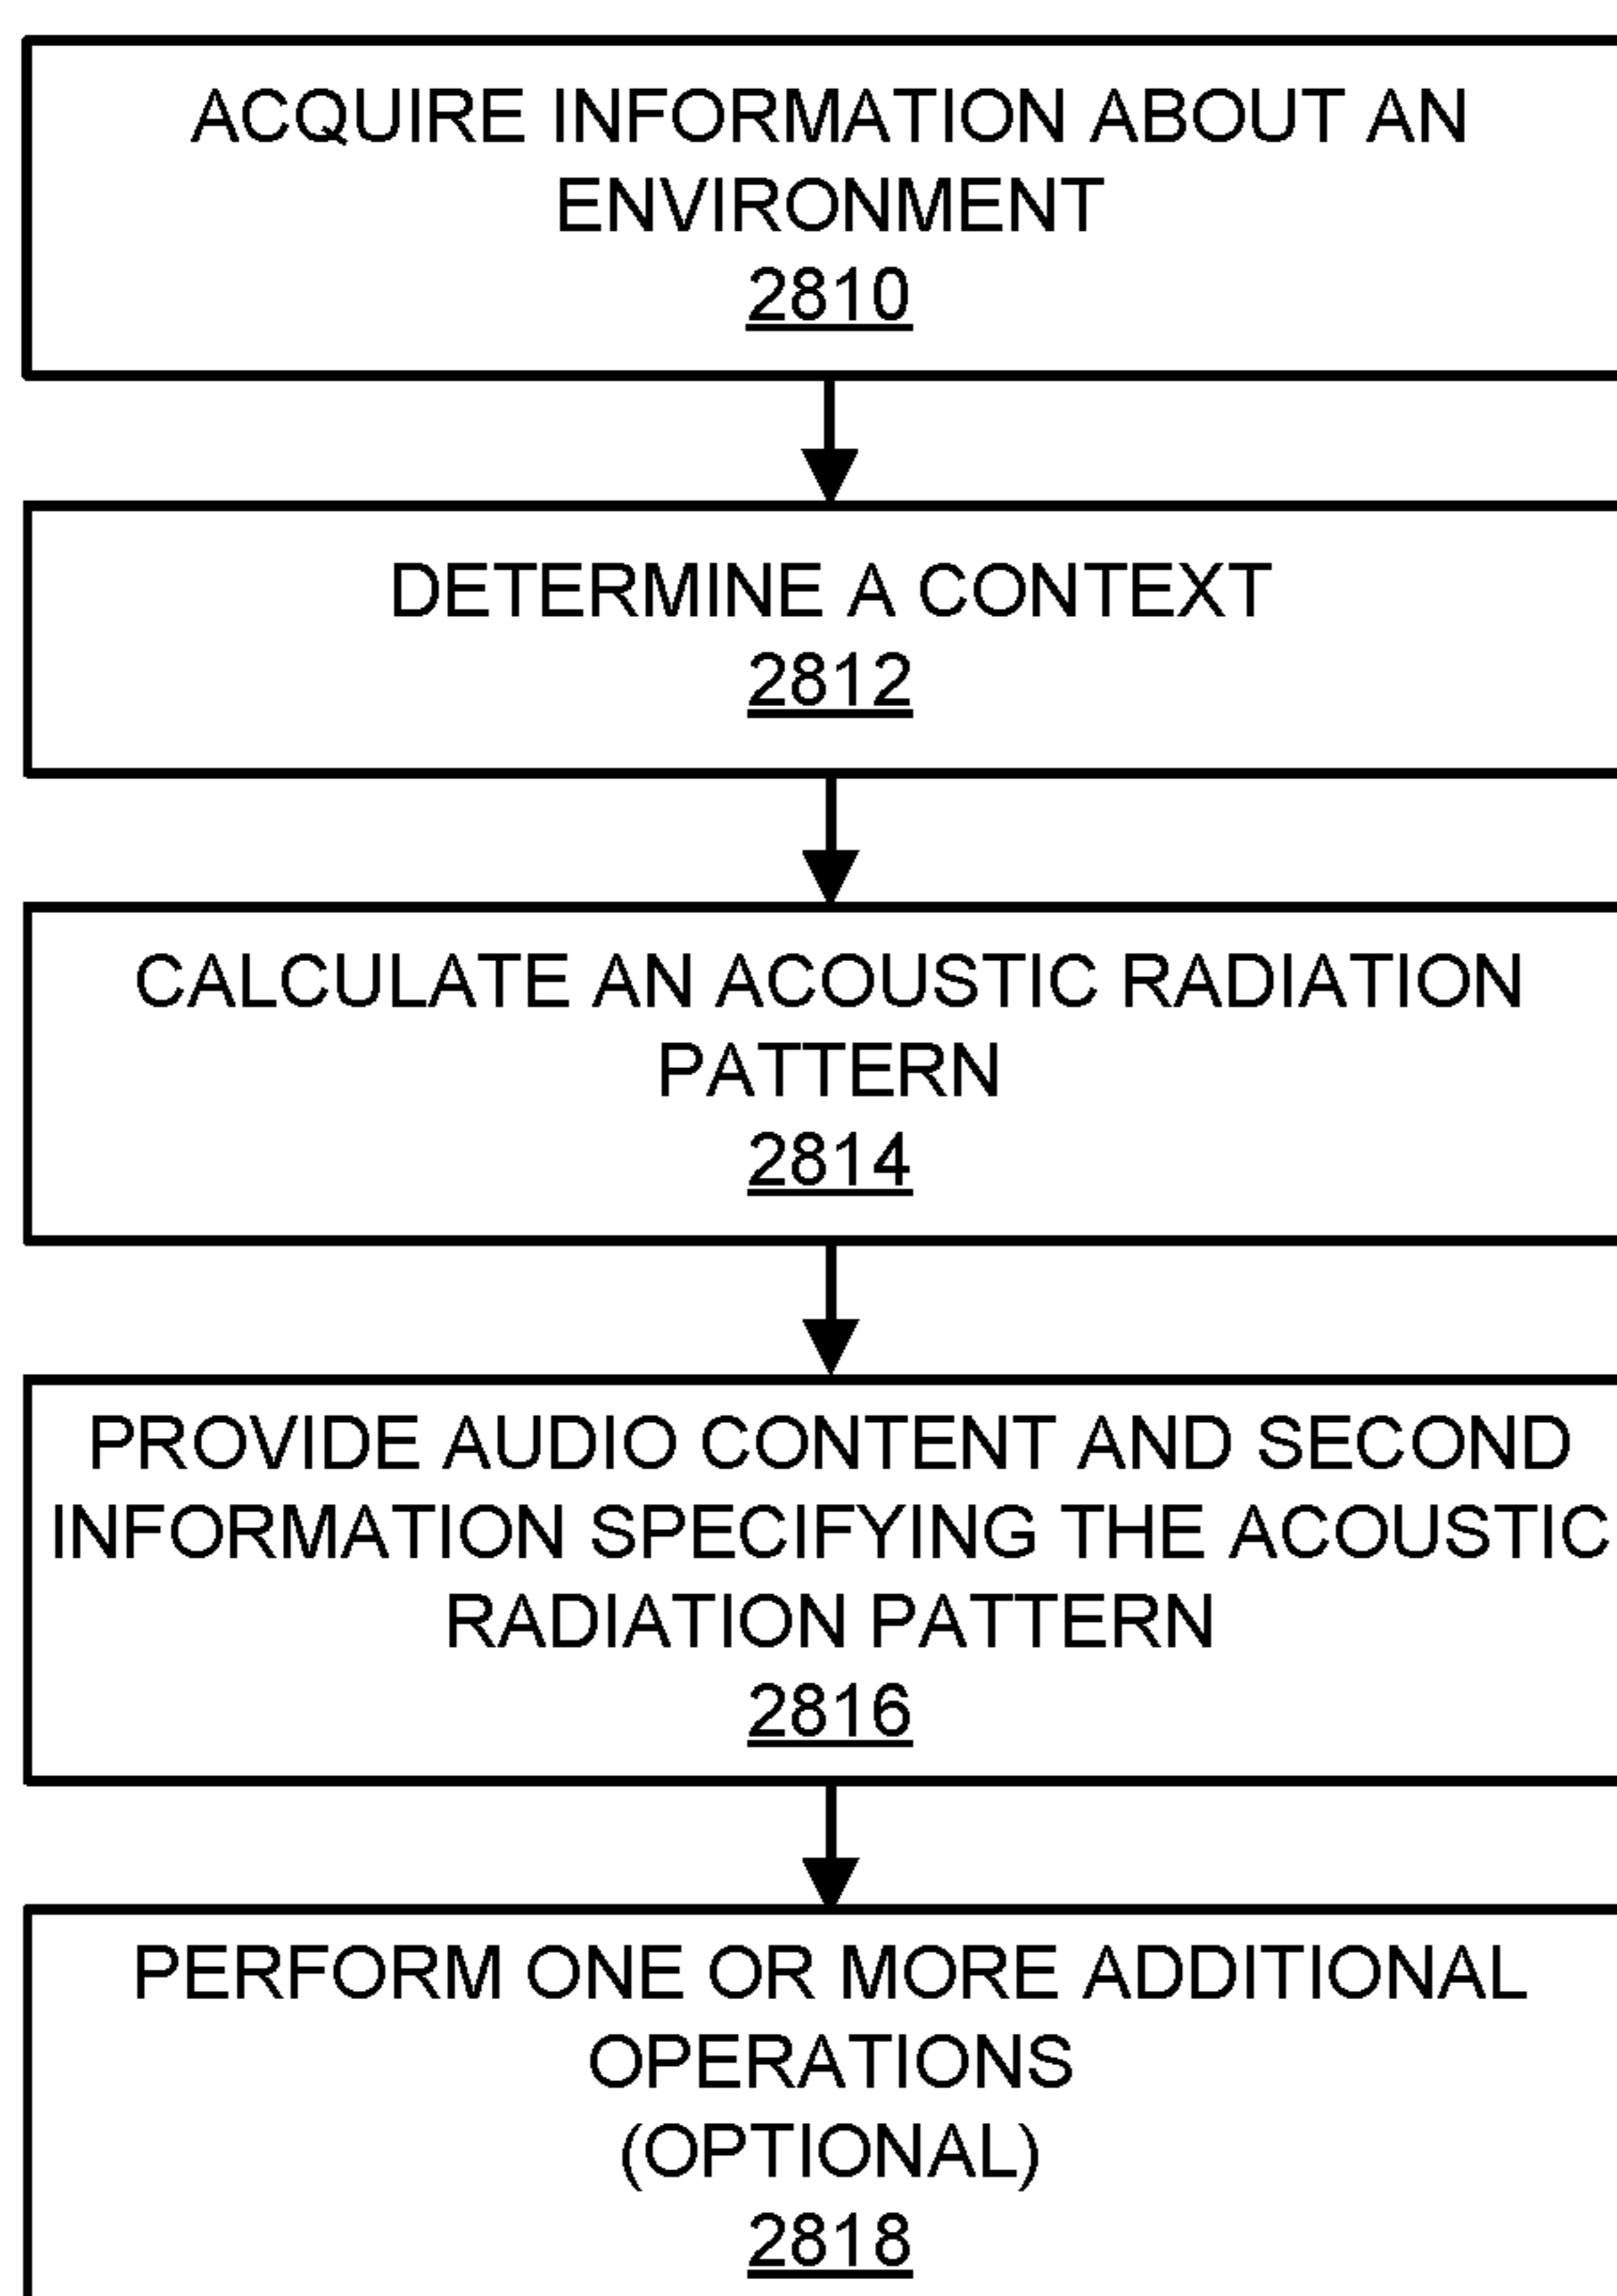 ACQUIRE INFORMATION ABOUT AN
ENVIRONMENT
2810
DETERMINE A CONTEXT
2812
CALCULATE AN ACOUSTIC RADIATION
PATTERN
2814
PROVIDE AUDIO CONTENT AND SECOND
INFORMATION SPECIFYING THE ACOUSTIC
RADIATION PATTERN
2816
PERFORM ONE OR MORE ADDITIONAL
OPERATIONS
(OPTIONAL)
2818